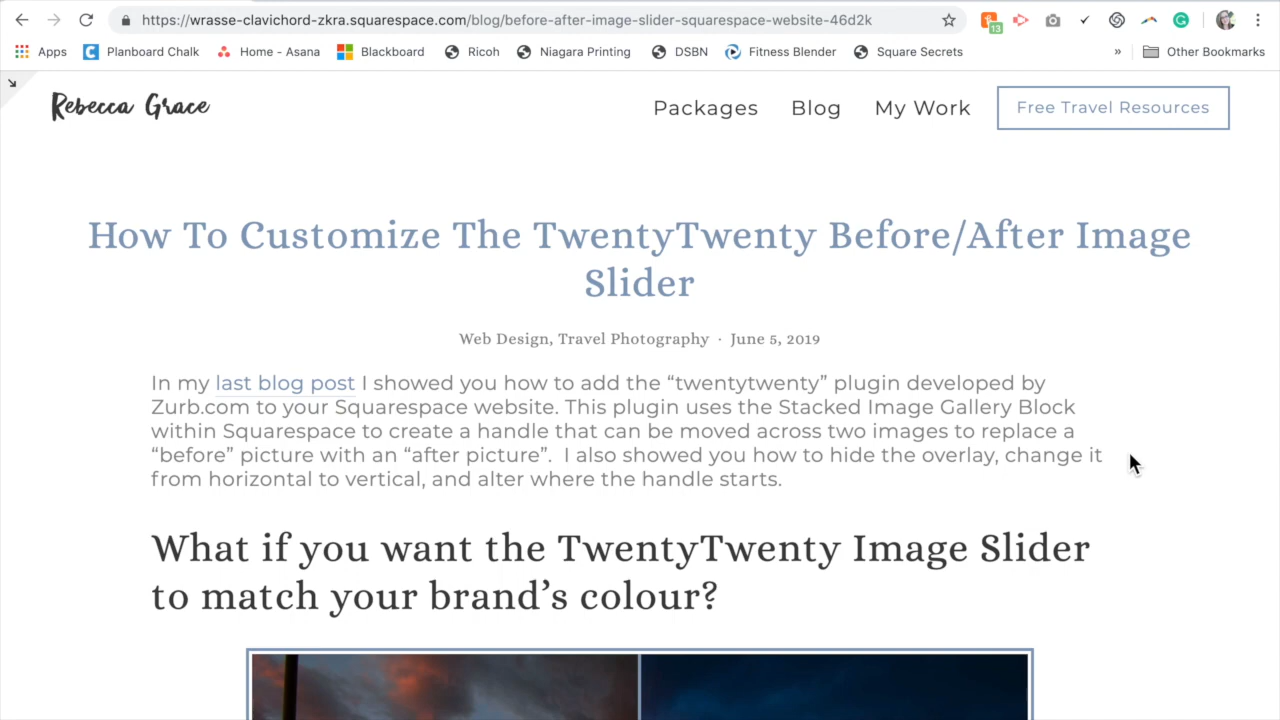 https://wrasse-clavichord-zkra.squarespace.com/blog/before-after-image-slider-squarespace-website-46d2k
13
Apps Planboard Chalk Home - Asana Blackboard Ricoh Niagara Printing DSBN Fitness Blender Square Secrets » Other Bookmarks
Rebecca Grace Packages Blog My Work Free Travel Resources
How To Customize The TwentyTwenty Before/After Image
Slider
Web Design, Travel Photography · June 5, 2019
In my last blog post I showed you how to add the “twentytwenty” plugin developed by
Zurb.com to your Squarespace website. This plugin uses the Stacked Image Gallery Block
within Squarespace to create a handle that can be moved across two images to replace a
“before” picture with an “after picture”.  I also showed you how to hide the overlay, change it
from horizontal to vertical, and alter where the handle starts.
What if you want the TwentyTwenty Image Slider
to match your brand’s colour?